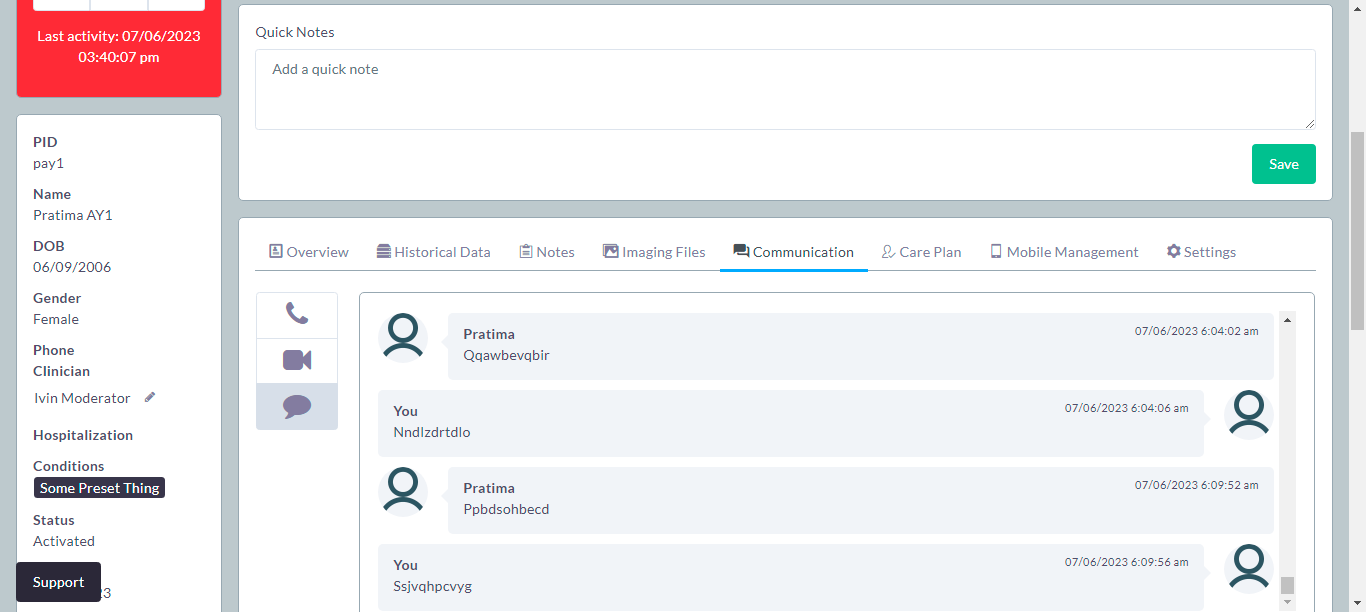 Last activity: 07/06/2023
03:40:07 pm
PID
pay1
Name
Pratima AY1
DOB
06/09/2006
Gender
Female
Phone
Clinician
Ivin Moderator
Hospitalization
Conditions
Some Preset Thing
Status
Activated
Support
Quick Notes
Add a quick note
Save
Overview Historical Data Notes Imaging Files Communication Care Plan Mobile Management Settings
Pratima 07/06/2023 6:04:02 am
Qqawbevqbir
You 07/06/2023 6:04:06 am
Nndlzdrtdlo
Pratima 07/06/2023 6:09:52 am
Ppbdsohbecd
You 07/06/2023 6:09:56 am
Ssjvqhpcvyg